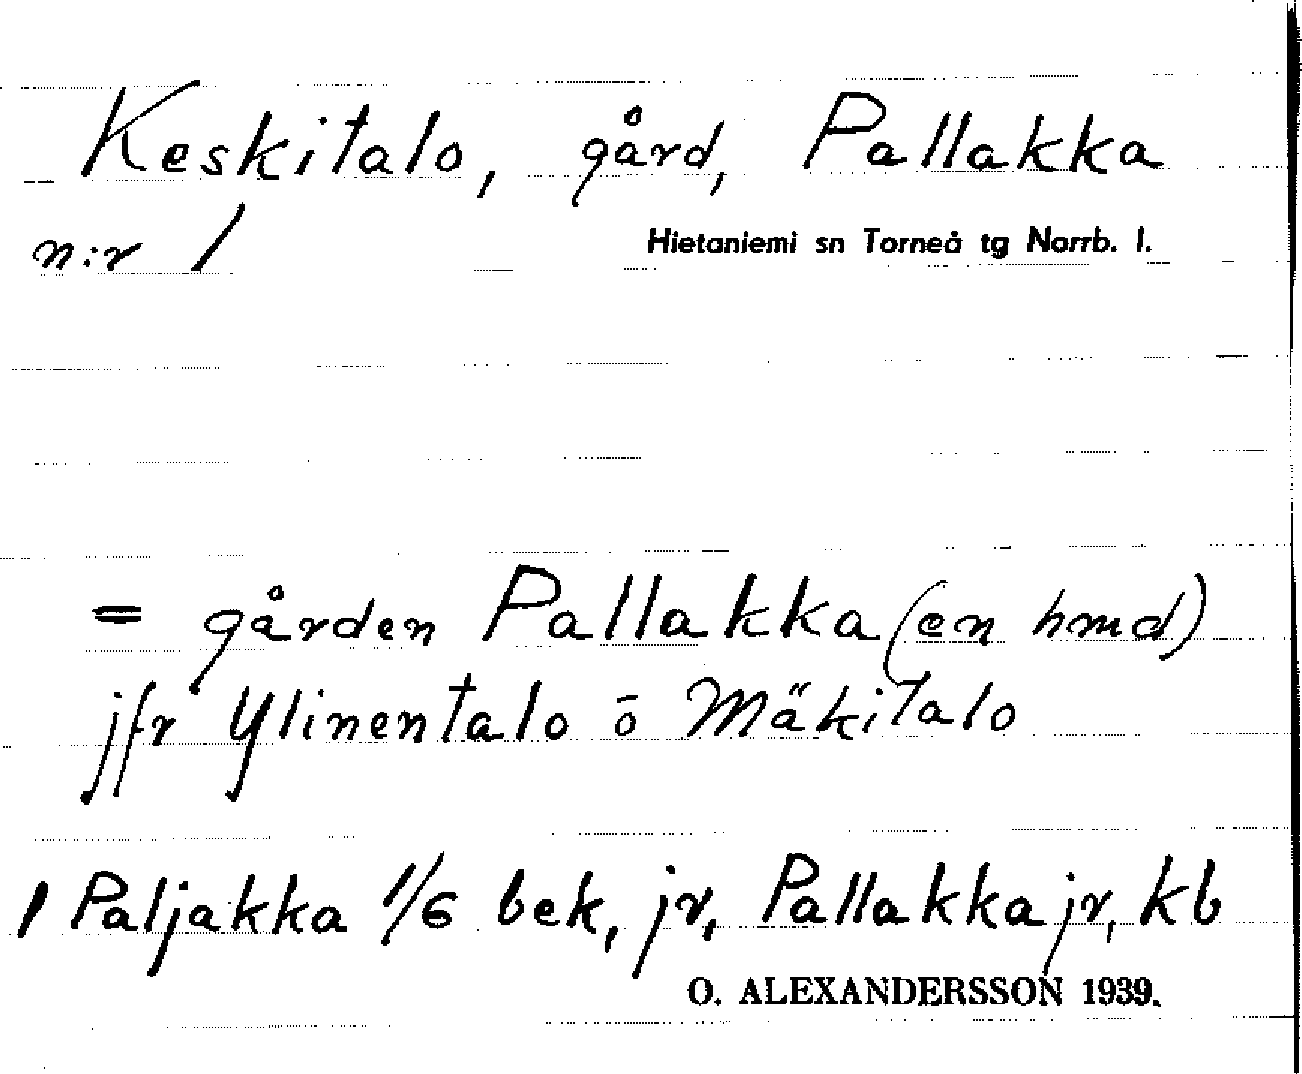 Keskitalo, gård, Pallakka
n:r 1 Hietaniemi sn Torneå tg Norrb. l.
= gården Pallakka (en hmd)
jfr Ylinentalo ō Mäkitalo
1 Paljakka 1/6 bek, jr, Pallakka jr, kb
O. ALEXANDERSSON 1939.